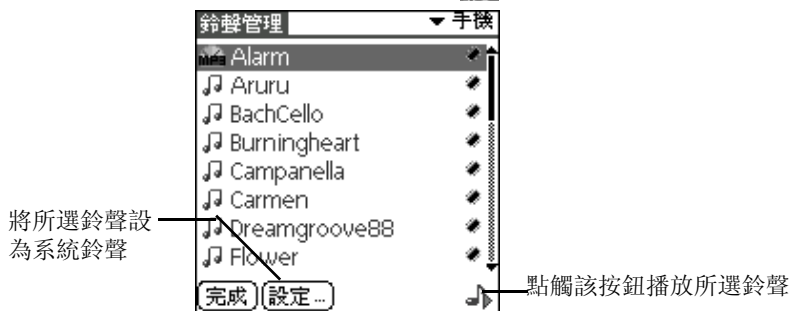 鈴聲管理 手機
MP3 Alarm
Aruru
BachCello
Burningheart
Campanella
Carmen
Dreamgroove88
Flower
完成 設定...
將所選鈴聲設
為系統鈴聲
點觸該按鈕播放所選鈴聲